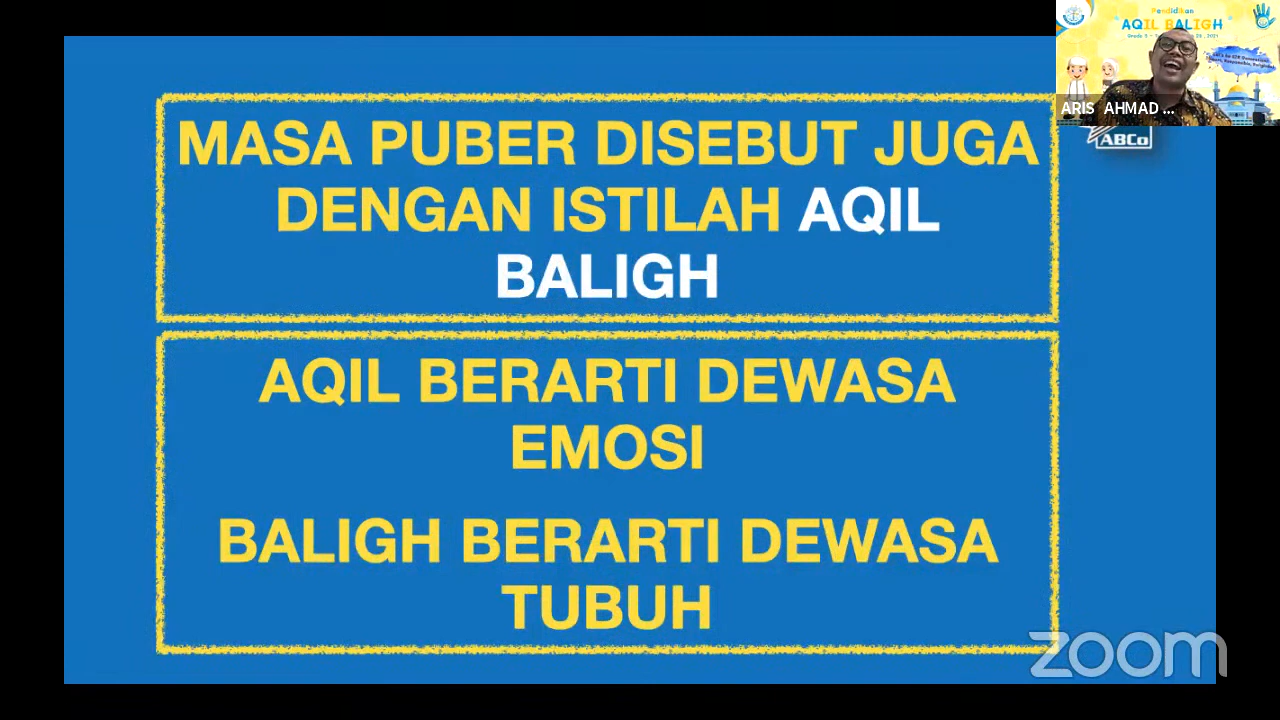 Pendidikan
AQIL BALIGH
ARIS AHMAD ...
ABCo
MASA PUBER DISEBUT JUGA
DENGAN ISTILAH AQIL
BALIGH
AQIL BERARTI DEWASA
EMOSI
BALIGH BERARTI DEWASA
TUBUH
zoom